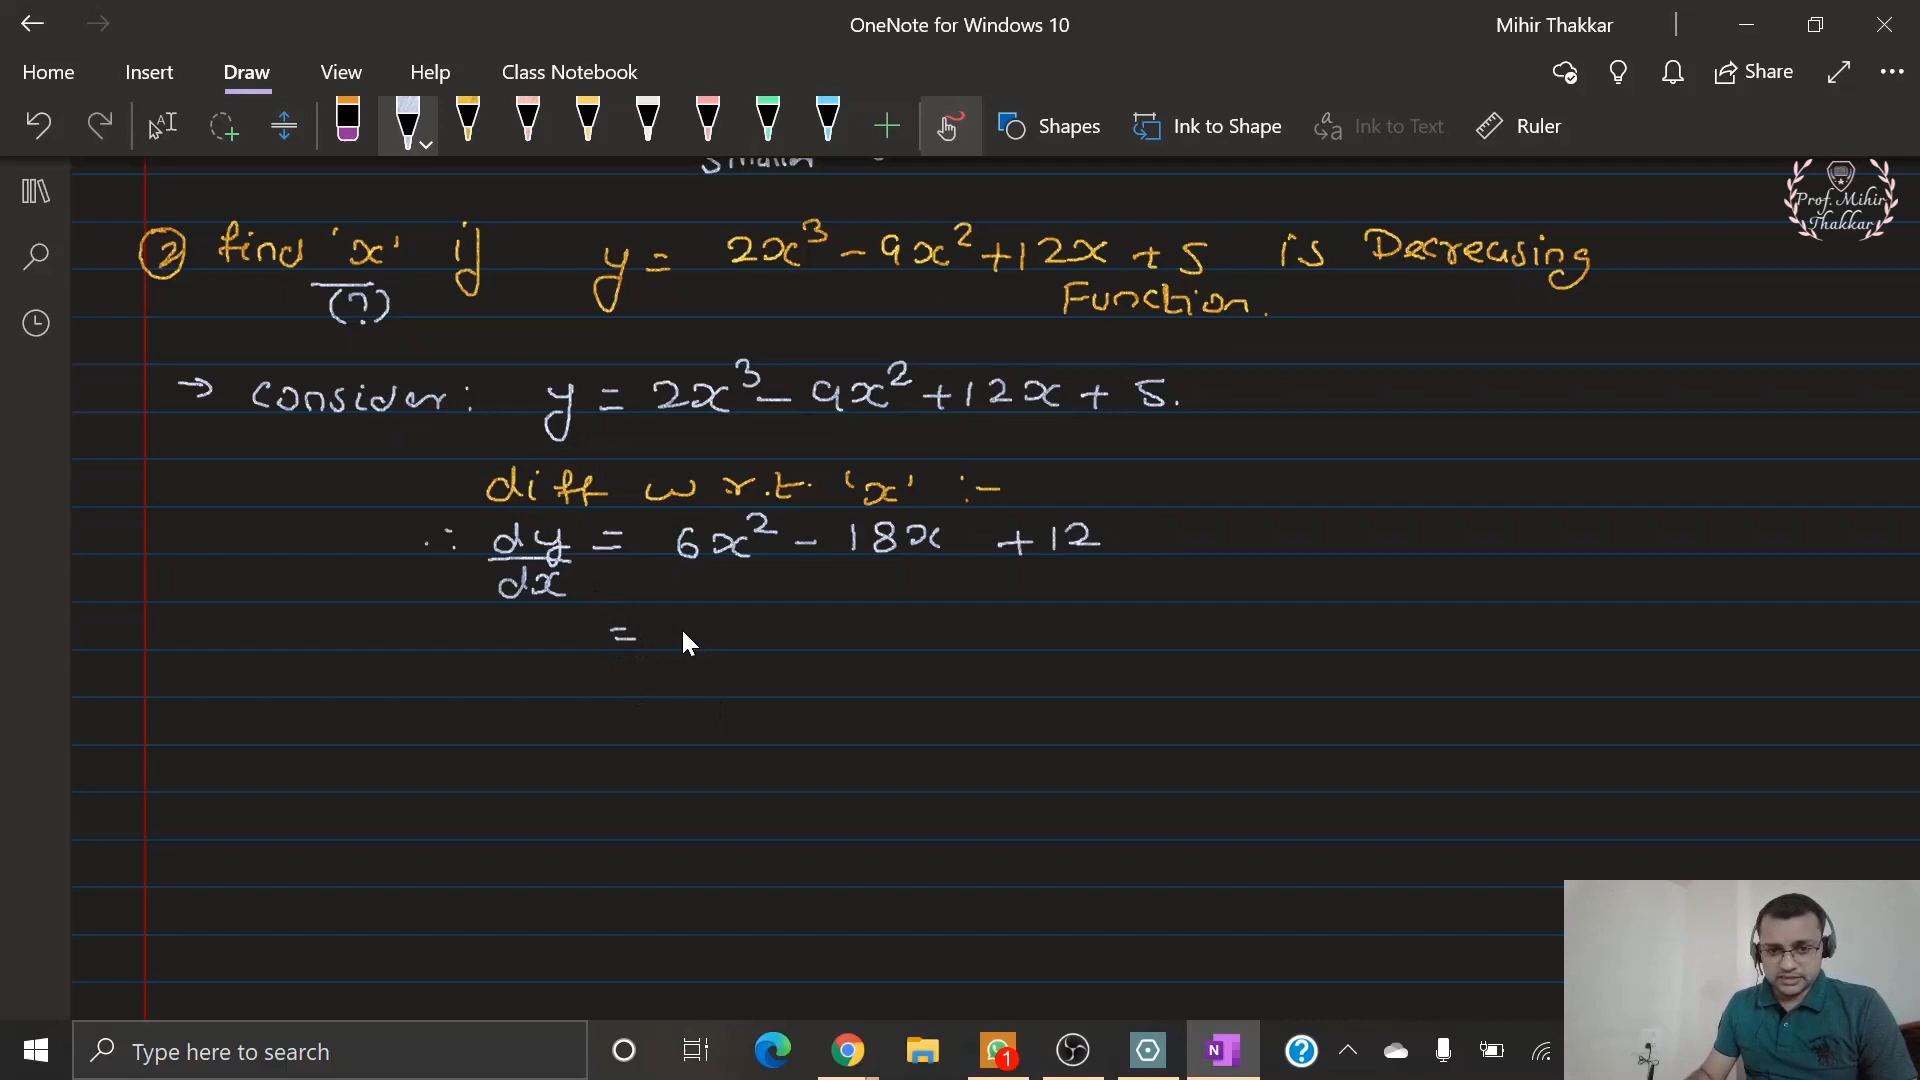 OneNote for Windows 10
Mihir Thakkar
Home Insert Draw View Help Class Notebook
Share
Shapes Ink to Shape Ink to Text Ruler
Prof. Mihir
Thakkar
② find 'x' if y = 2x³ - 9x² + 12x + 5 is Decreasing
(?) Function.
→ consider: y = 2x³ - 9x² + 12x + 5.
diff w r.t. 'x' :-
∴ dy/dx = 6x² - 18x + 12
=
Type here to search
1
N